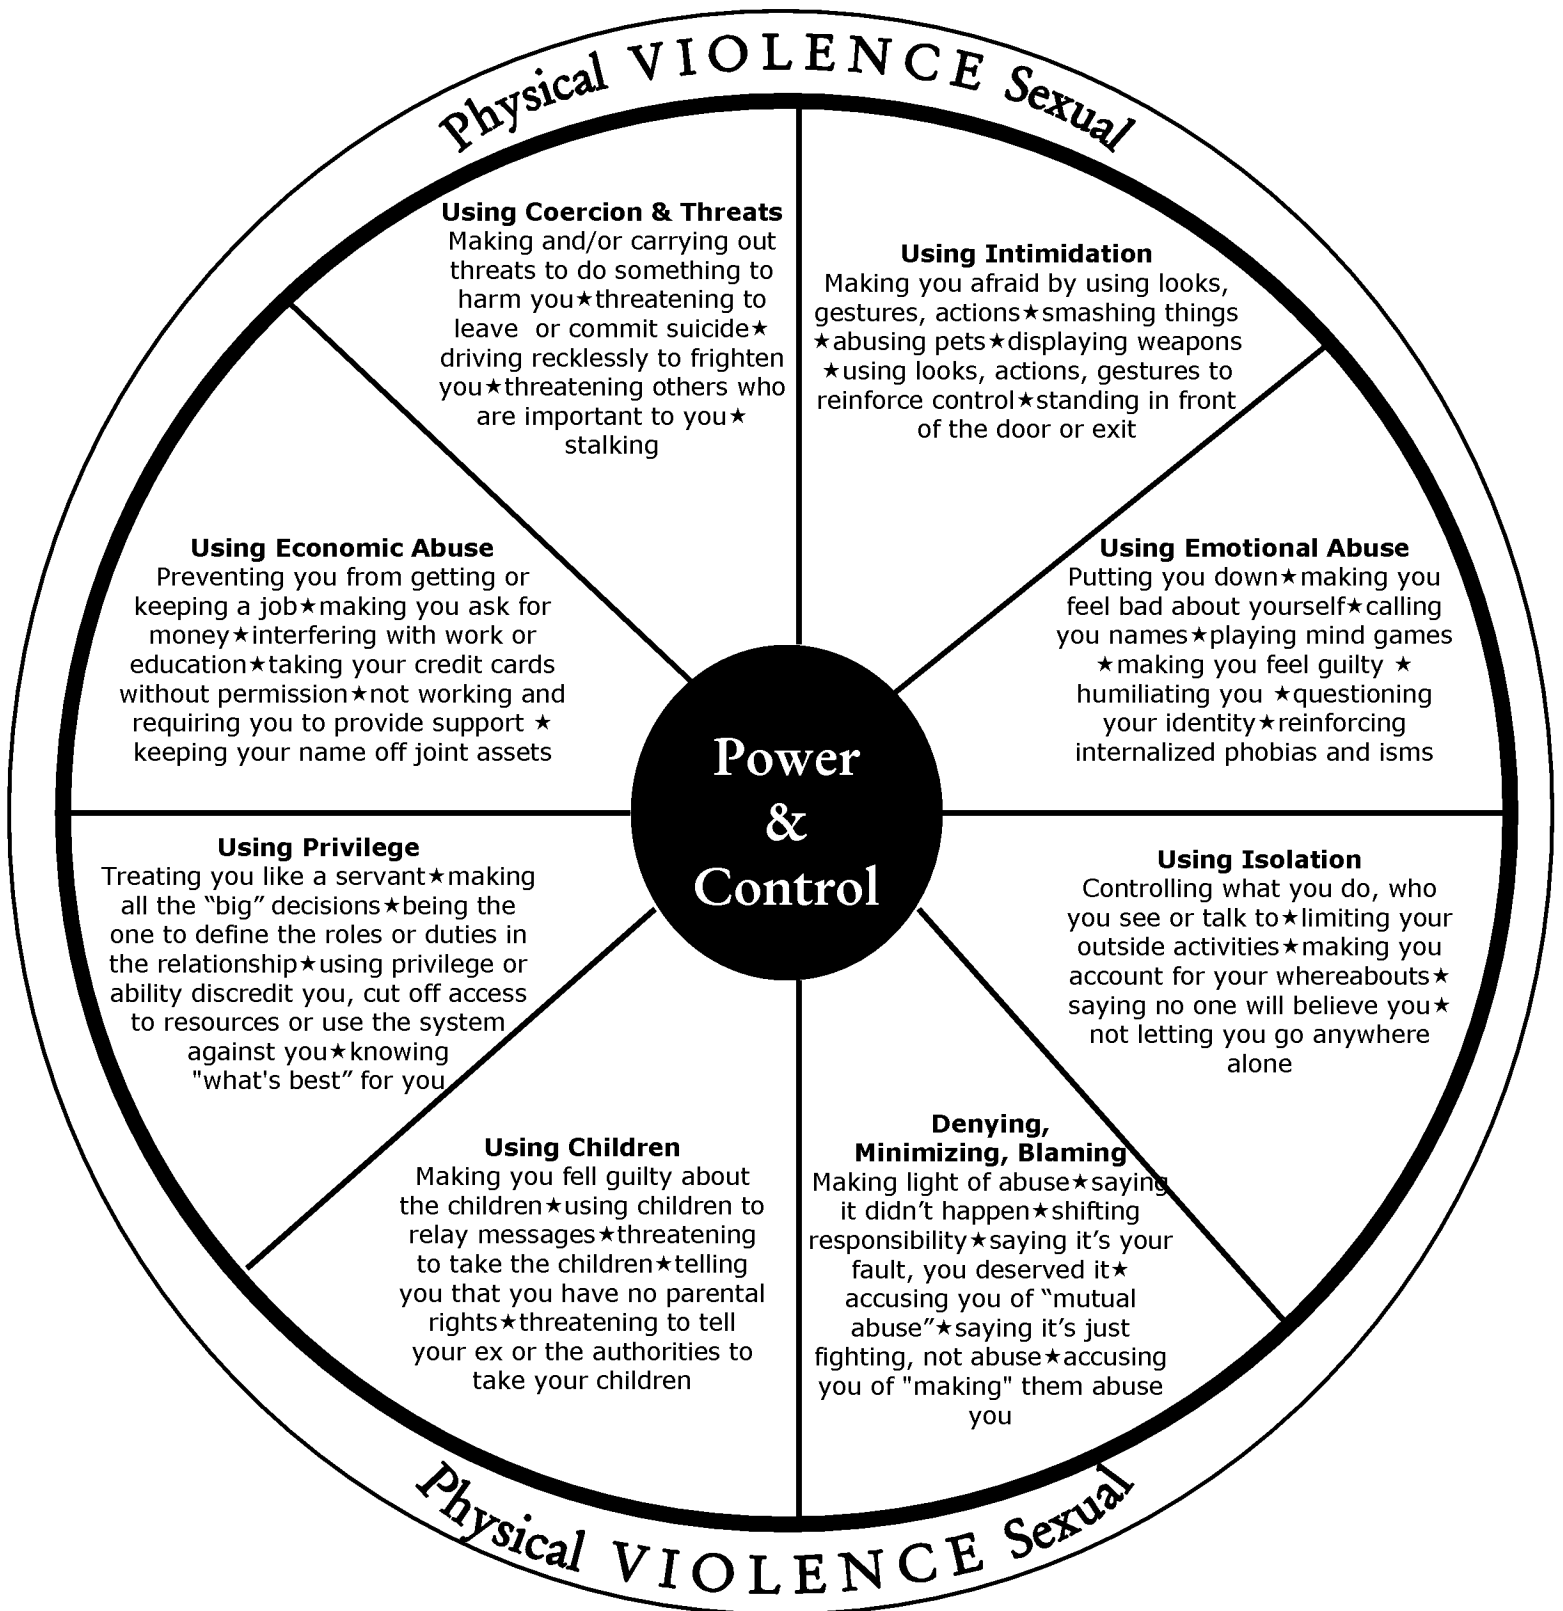 Physical VIOLENCE Sexual
Using Coercion & Threats
Making and/or carrying out
threats to do something to
harm you★threatening to
leave  or commit suicide★
driving recklessly to frighten
you★threatening others who
are important to you★
stalking
Using Intimidation
Making you afraid by using looks,
gestures, actions★smashing things
★abusing pets★displaying weapons
★using looks, actions, gestures to
reinforce control★standing in front
of the door or exit
Using Economic Abuse
Preventing you from getting or
keeping a job★making you ask for
money★interfering with work or
education★taking your credit cards
without permission★not working and
requiring you to provide support ★
keeping your name off joint assets
Using Emotional Abuse
Putting you down★making you
feel bad about yourself★calling
you names★playing mind games
★making you feel guilty ★
humiliating you ★questioning
your identity★reinforcing
internalized phobias and isms
Power
&
Control
Using Privilege
Treating you like a servant★making
all the “big” decisions★being the
one to define the roles or duties in
the relationship★using privilege or
ability discredit you, cut off access
to resources or use the system
against you★knowing
"what's best” for you
Using Isolation
Controlling what you do, who
you see or talk to★limiting your
outside activities★making you
account for your whereabouts★
saying no one will believe you★
not letting you go anywhere
alone
Using Children
Making you fell guilty about
the children★using children to
relay messages★threatening
to take the children★telling
you that you have no parental
rights★threatening to tell
your ex or the authorities to
take your children
Denying,
Minimizing, Blaming
Making light of abuse★saying
it didn’t happen★shifting
responsibility★saying it’s your
fault, you deserved it★
accusing you of “mutual
abuse”★saying it’s just
fighting, not abuse★accusing
you of "making" them abuse
you
Physical VIOLENCE Sexual